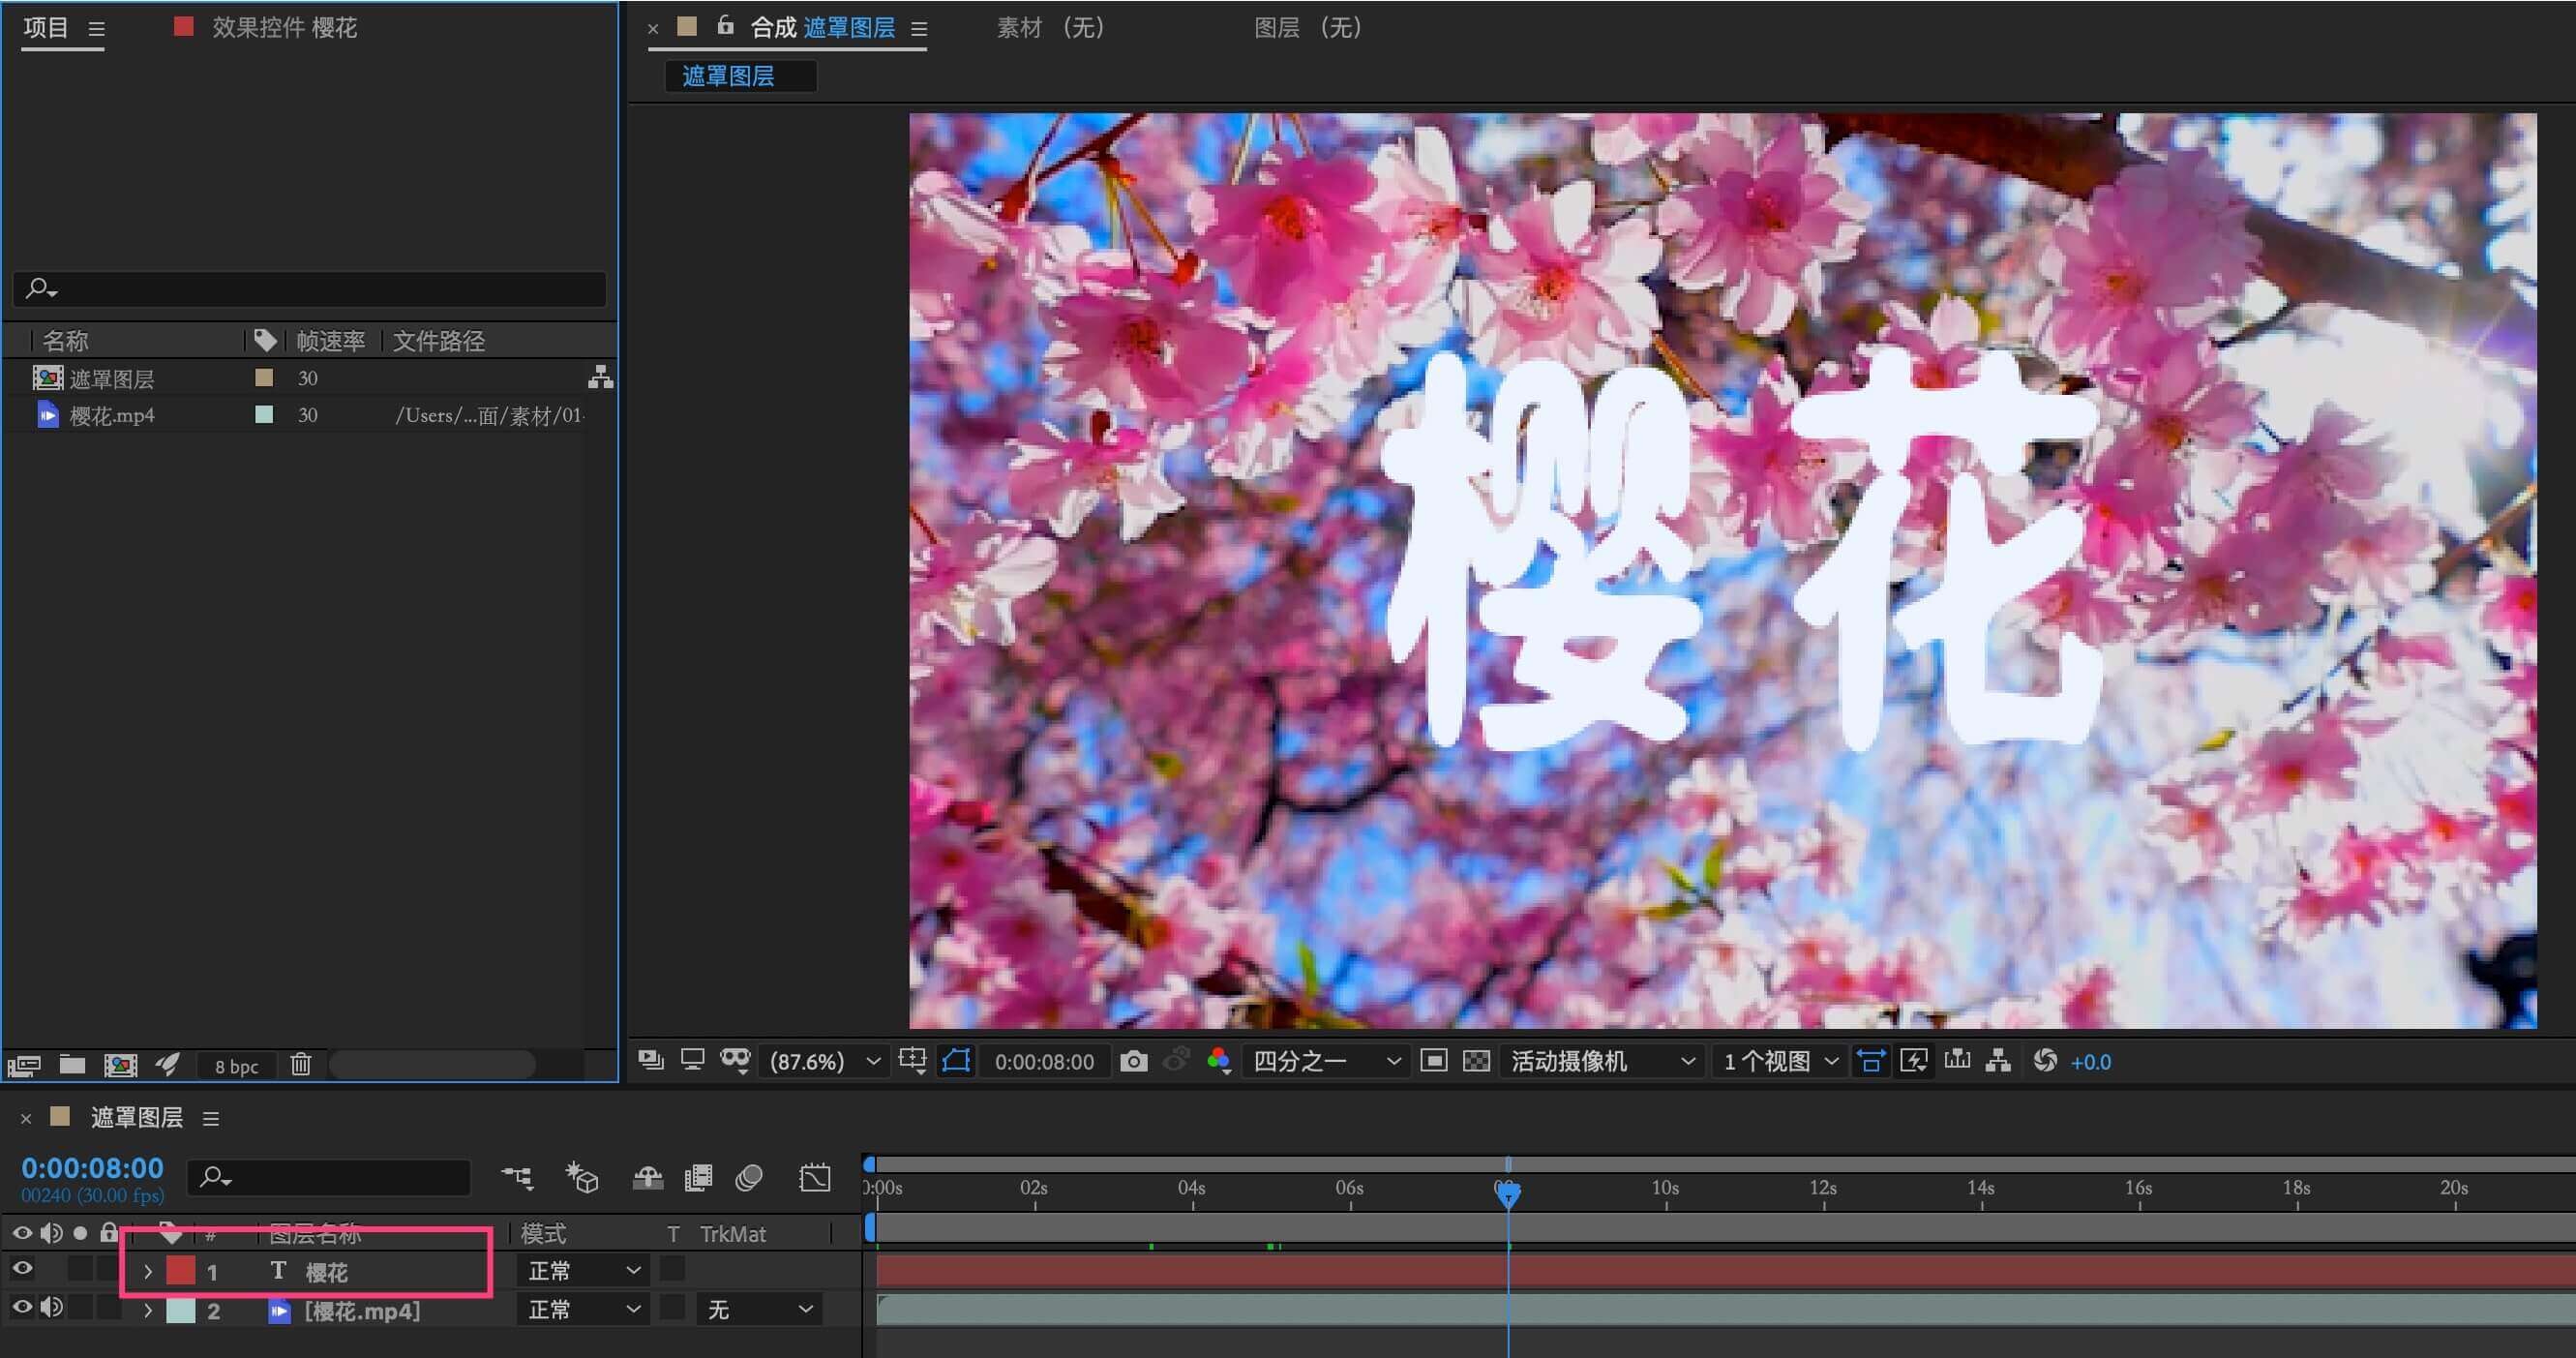 项目
效果控件 樱花
合成 遮罩图层
素材 (无)
图层 (无)
遮罩图层
名称 帧速率 文件路径
遮罩图层 30
樱花.mp4 30 /Users/...面/素材/01
樱花
8 bpc
(87.6%) 0:00:08:00 四分之一 活动摄像机 1 个视图 +0.0
遮罩图层
0:00:08:00
00240 (30.00 fps)
0:00s 02s 04s 06s 08s 10s 12s 14s 16s 18s 20s
# 图层名称 模式 T TrkMat
1 T 樱花 正常
2 [樱花.mp4] 正常 无